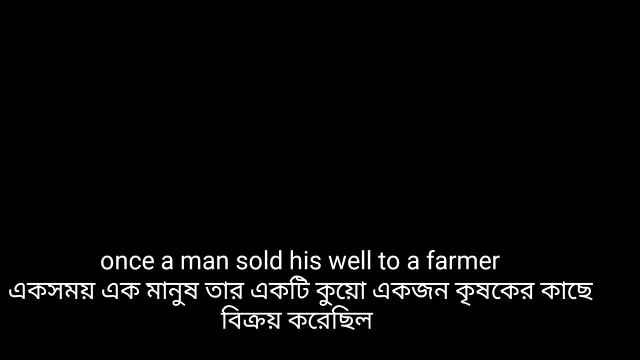 once a man sold his well to a farmer
একসময় এক মানুষ তার একটি কুয়ো একজন কৃষকের কাছে
বিক্রয় করেছিল